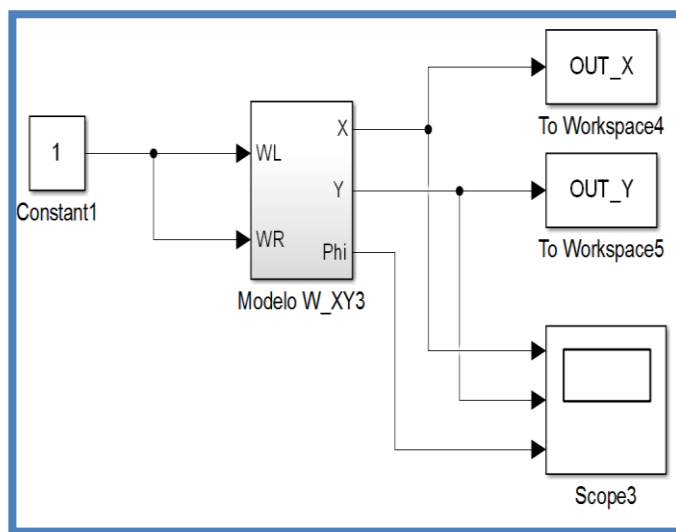 OUT_X
To Workspace4
1
Constant1
WL
WR
X
Y
Phi
Modelo W_XY3
OUT_Y
To Workspace5
Scope3